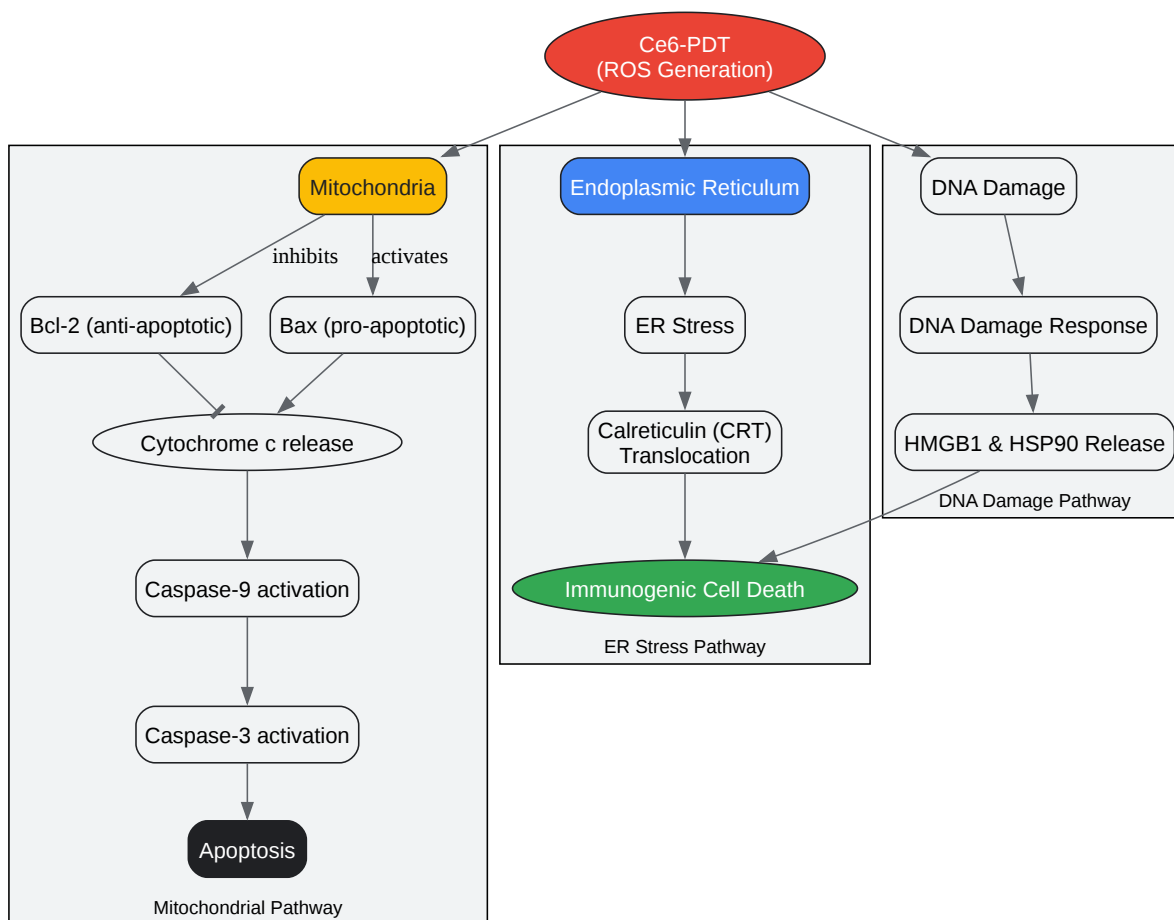 Ce6-PDT
(ROS Generation)
Mitochondria
Endoplasmic Reticulum
DNA Damage
inhibits
activates
Bcl-2 (anti-apoptotic)
Bax (pro-apoptotic)
ER Stress
DNA Damage Response
Cytochrome c release
Calreticulin (CRT)
Translocation
HMGB1 & HSP90 Release
DNA Damage Pathway
Caspase-9 activation
Immunogenic Cell Death
ER Stress Pathway
Caspase-3 activation
Apoptosis
Mitochondrial Pathway